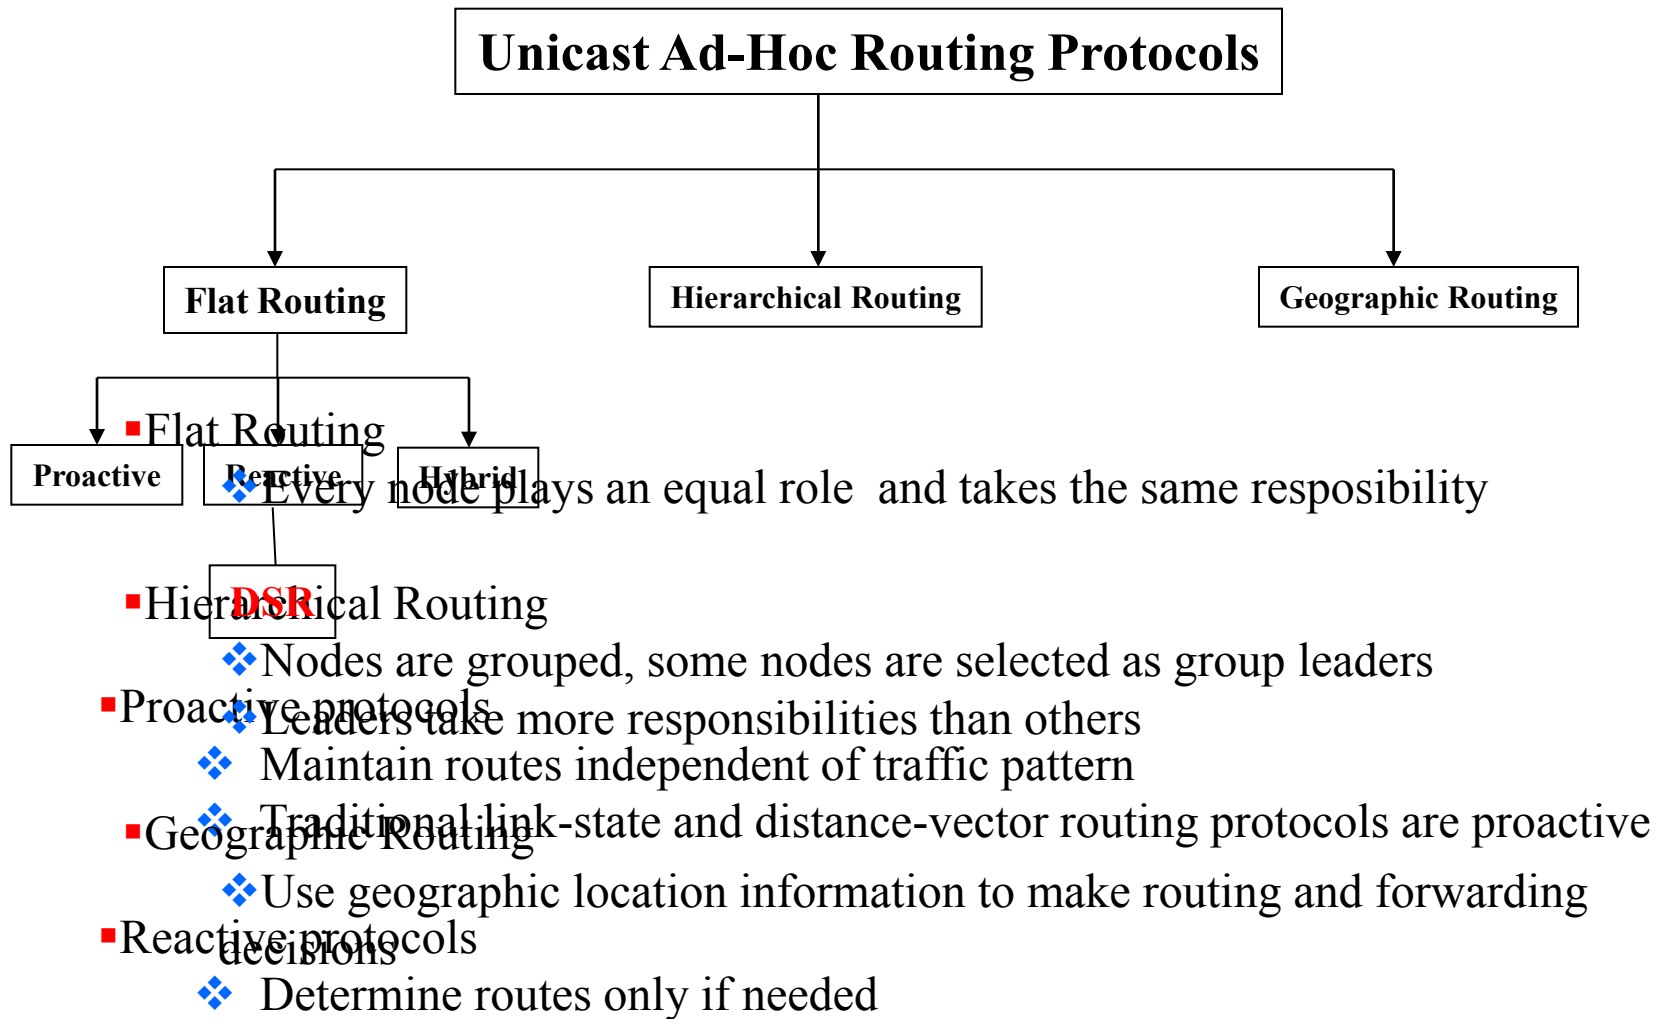 Unicast Ad-Hoc Routing Protocols
Flat Routing
Hierarchical Routing
Geographic Routing
Proactive
Reactive
Hybrid
DSR
▪Flat Routing
❖Every node plays an equal role  and takes the same resposibility
▪Hierarchical Routing
❖Nodes are grouped, some nodes are selected as group leaders
❖Leaders take more responsibilities than others
▪Geographic Routing
❖Use geographic location information to make routing and forwarding
decisions
▪Proactive protocols
❖ Maintain routes independent of traffic pattern
❖ Traditional link-state and distance-vector routing protocols are proactive
▪Reactive protocols
❖ Determine routes only if needed